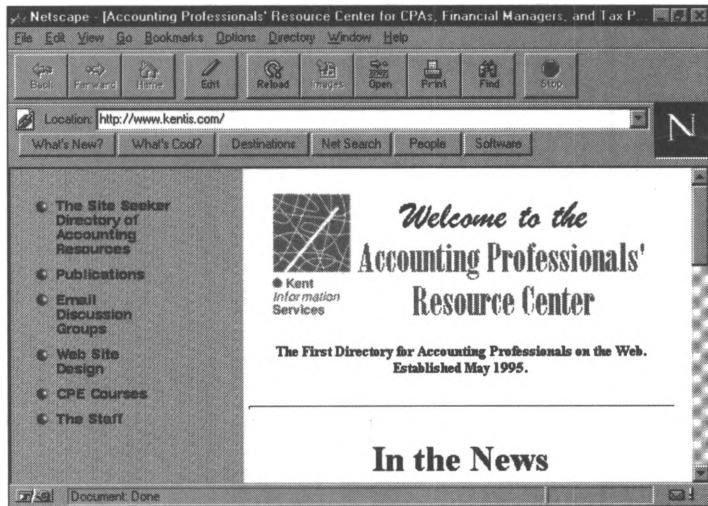 Netscape - [Accounting Professionals' Resource Center for CPAs, Financial Managers, and Tax P...
File Edit View Go Bookmarks Options Directory Window Help
Back Forward Home Edit Reload Images Open Print Find Stop
Location: http://www.kentis.com/
N
What's New? What's Cool? Destinations Net Search People Software
The Site Seeker
Directory of
Accounting
Resources
Publications
Email
Discussion
Groups
Web Site
Design
CPE Courses
The Staff
Kent
Information
Services
Welcome to the
Accounting Professionals'
Resource Center
The First Directory for Accounting Professionals on the Web.
Established May 1995.
In the News
Document: Done